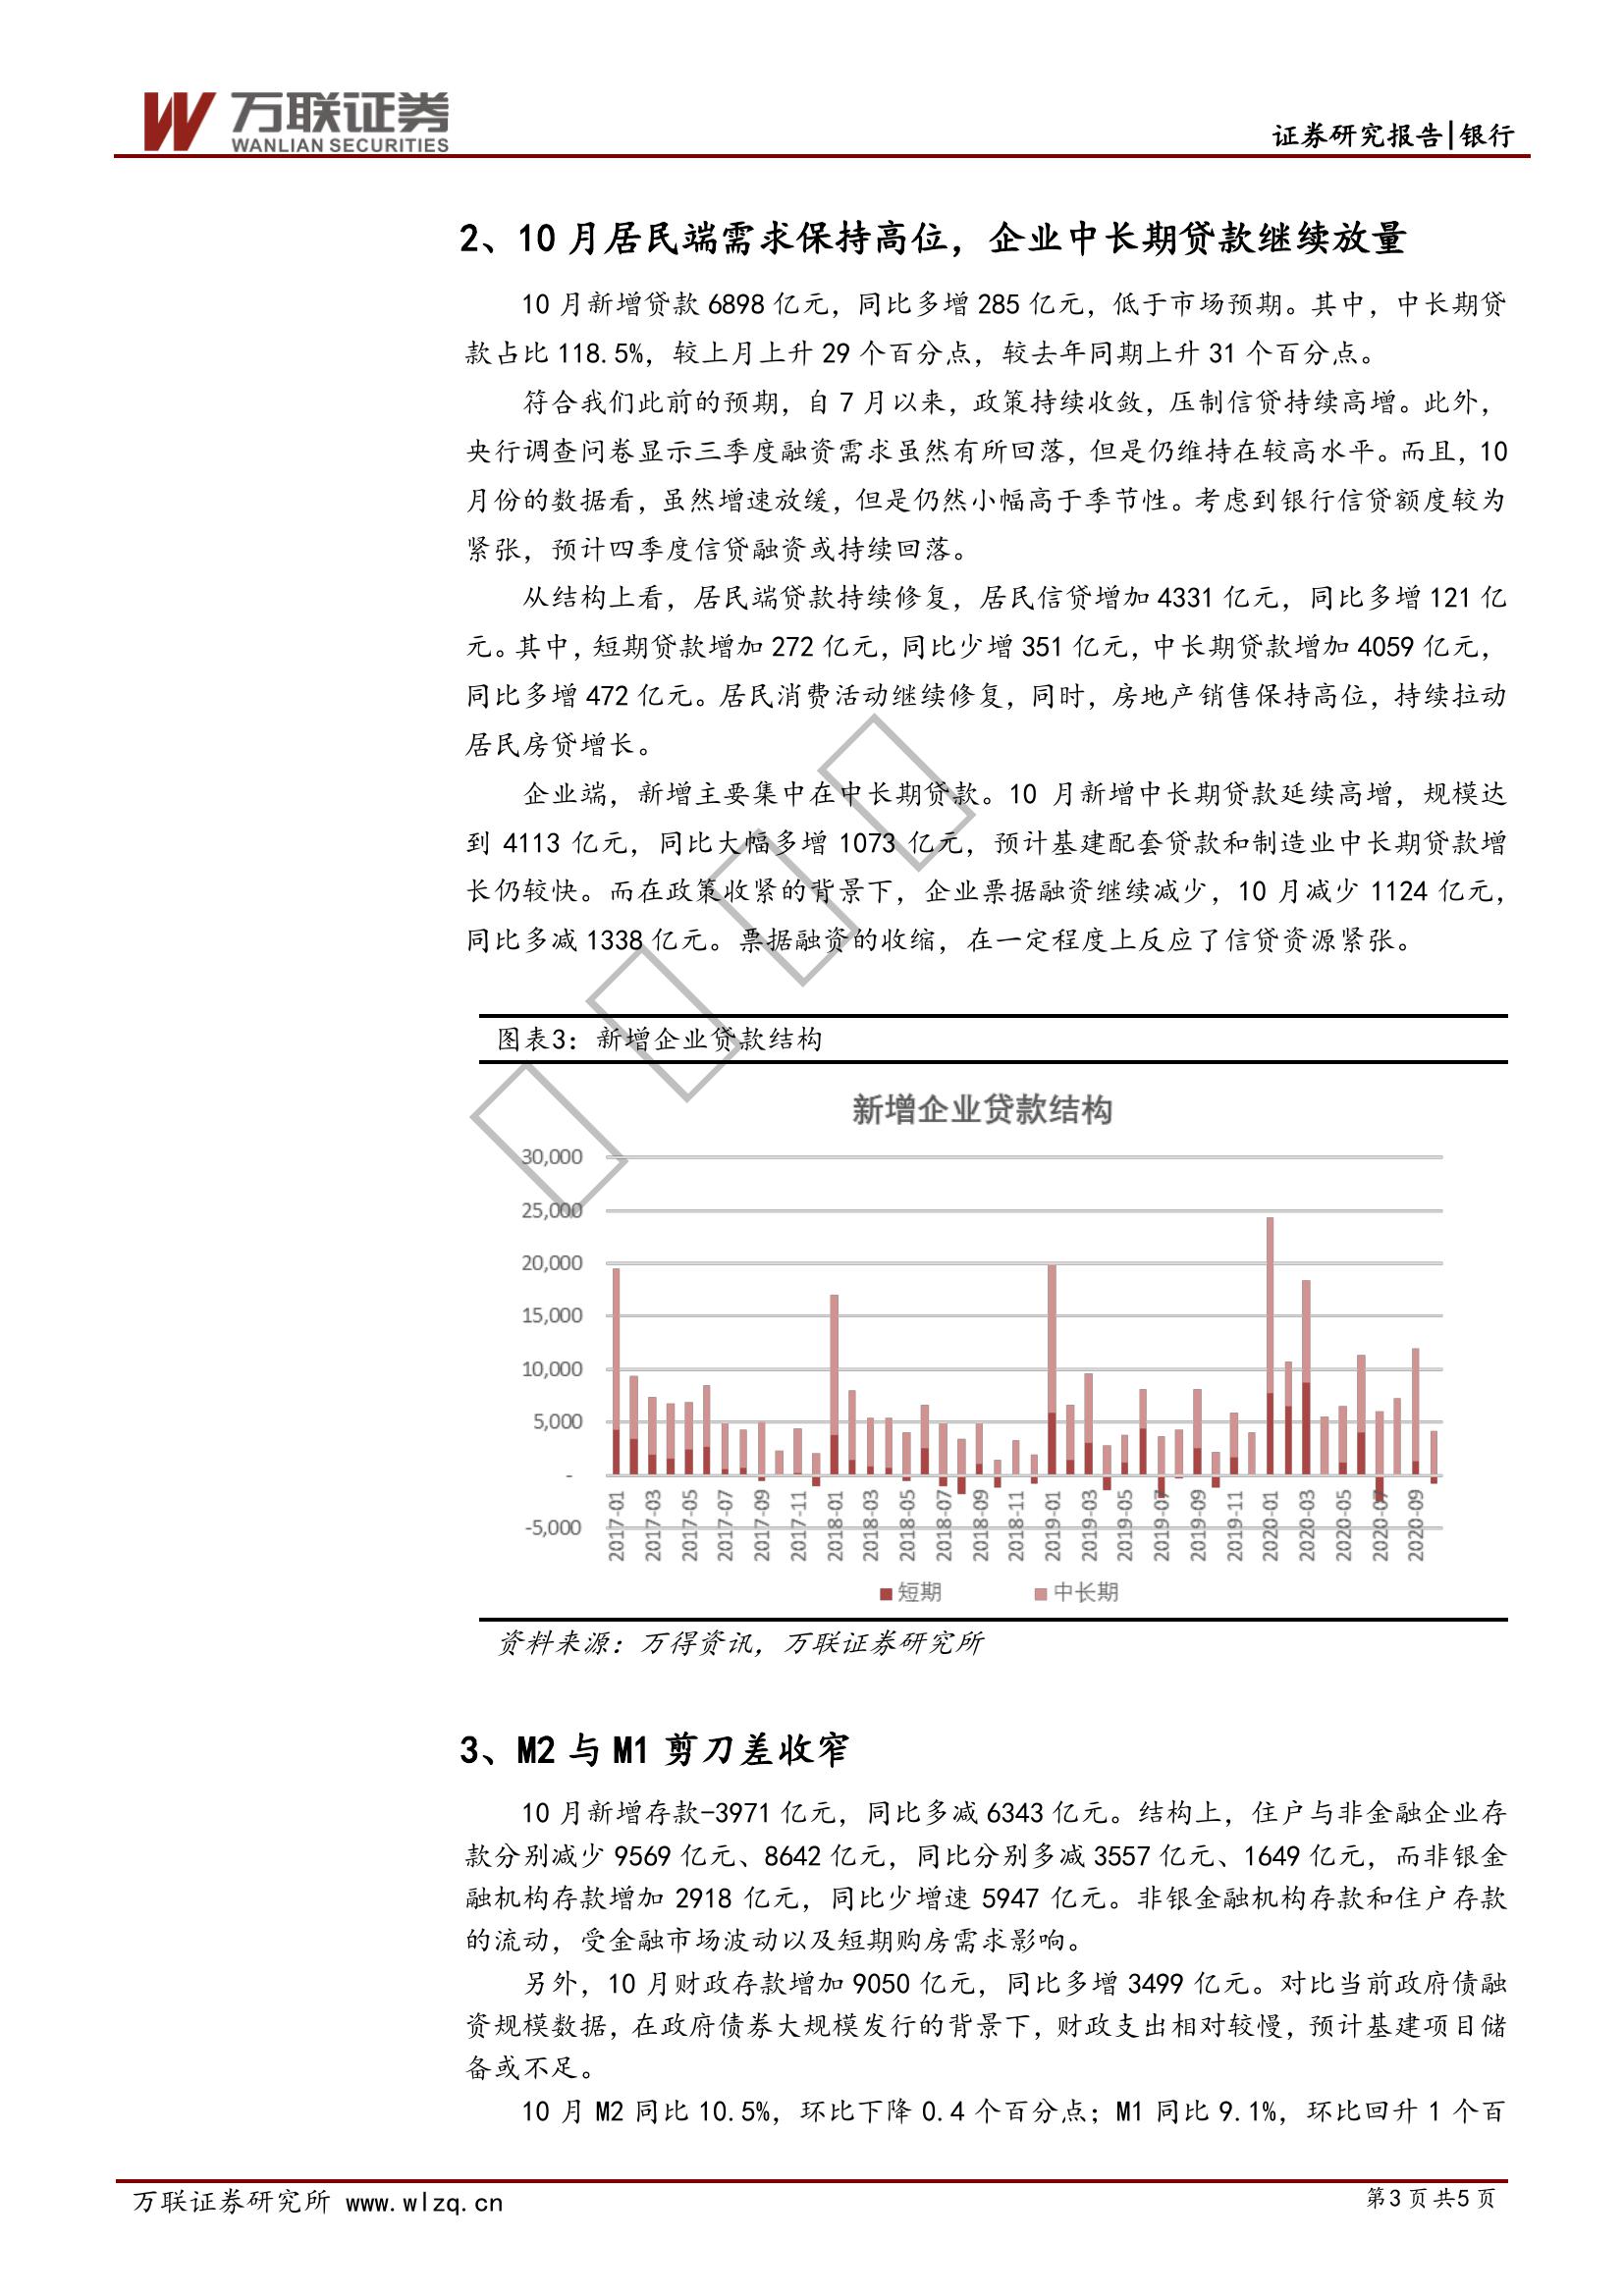 万联证券
WANLIAN SECURITIES
证券研究报告|银行
2、10 月居民端需求保持高位，企业中长期贷款继续放量
10 月新增贷款 6898 亿元，同比多增 285 亿元，低于市场预期。其中，中长期贷
款占比 118.5%，较上月上升 29 个百分点，较去年同期上升 31 个百分点。
符合我们此前的预期，自 7 月以来，政策持续收敛，压制信贷持续高增。此外，
央行调查问卷显示三季度融资需求虽然有所回落，但是仍维持在较高水平。而且，10
月份的数据看，虽然增速放缓，但是仍然小幅高于季节性。考虑到银行信贷额度较为
紧张，预计四季度信贷融资或持续回落。
从结构上看，居民端贷款持续修复，居民信贷增加 4331 亿元，同比多增 121 亿
元。其中，短期贷款增加 272 亿元，同比少增 351 亿元，中长期贷款增加 4059 亿元，
同比多增 472 亿元。居民消费活动继续修复，同时，房地产销售保持高位，持续拉动
居民房贷增长。
企业端，新增主要集中在中长期贷款。10 月新增中长期贷款延续高增，规模达
到 4113 亿元，同比大幅多增 1073 亿元，预计基建配套贷款和制造业中长期贷款增
长仍较快。而在政策收紧的背景下，企业票据融资继续减少，10 月减少 1124 亿元，
同比多减 1338 亿元。票据融资的收缩，在一定程度上反应了信贷资源紧张。
图表3：新增企业贷款结构
新增企业贷款结构
30,000
25,000
20,000
15,000
10,000
5,000
-
-5,000
2017-01 2017-03 2017-05 2017-07 2017-09 2017-11 2018-01 2018-03 2018-05 2018-07 2018-09 2018-11 2019-01 2019-03 2019-05 2019-07 2019-09 2019-11 2020-01 2020-03 2020-05 2020-07 2020-09
短期 中长期
资料来源：万得资讯，万联证券研究所
3、M2 与 M1 剪刀差收窄
10 月新增存款-3971 亿元，同比多减 6343 亿元。结构上，住户与非金融企业存
款分别减少 9569 亿元、8642 亿元，同比分别多减 3557 亿元、1649 亿元，而非银金
融机构存款增加 2918 亿元，同比少增速 5947 亿元。非银金融机构存款和住户存款
的流动，受金融市场波动以及短期购房需求影响。
另外，10 月财政存款增加 9050 亿元，同比多增 3499 亿元。对比当前政府债融
资规模数据，在政府债券大规模发行的背景下，财政支出相对较慢，预计基建项目储
备或不足。
10 月 M2 同比 10.5%，环比下降 0.4 个百分点；M1 同比 9.1%，环比回升 1 个百
万联证券研究所 www.wlzq.cn
第3页共5页